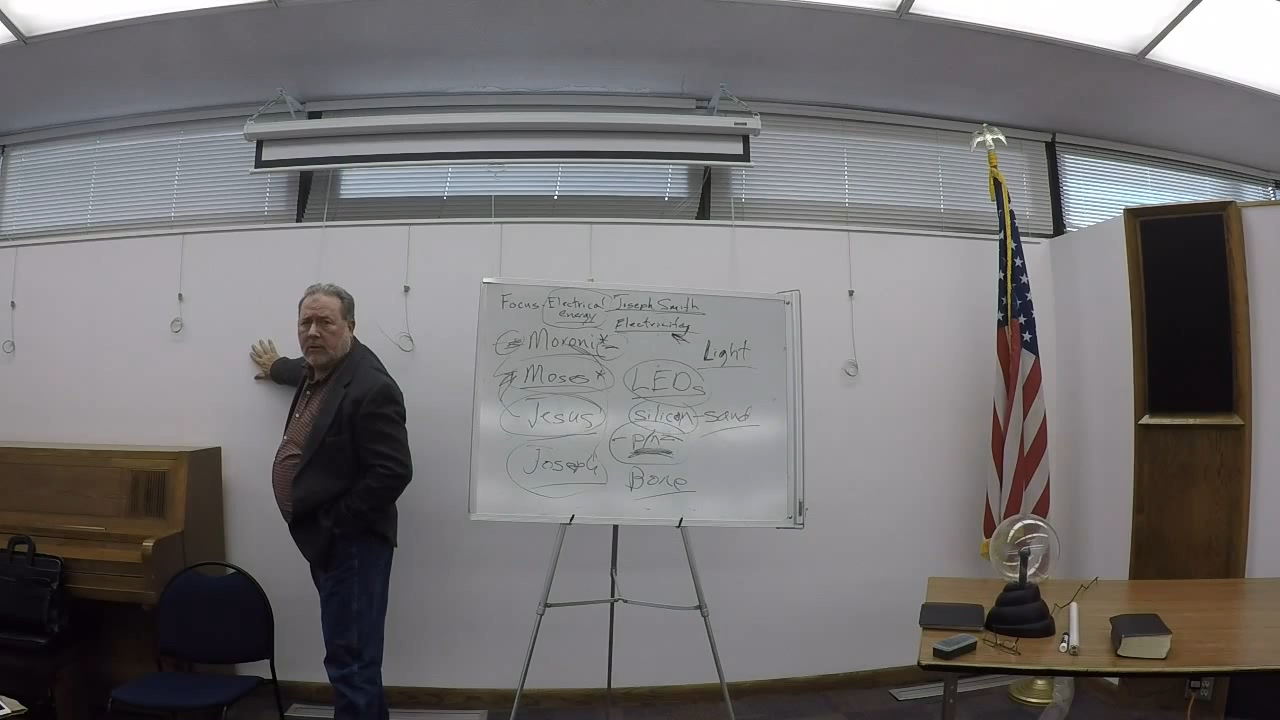 Focus Electrical Joseph Smith
energy Electricity
Moroni*
Light
Moses* LEDs
Jesus silicon-sand
Joseph
Bone